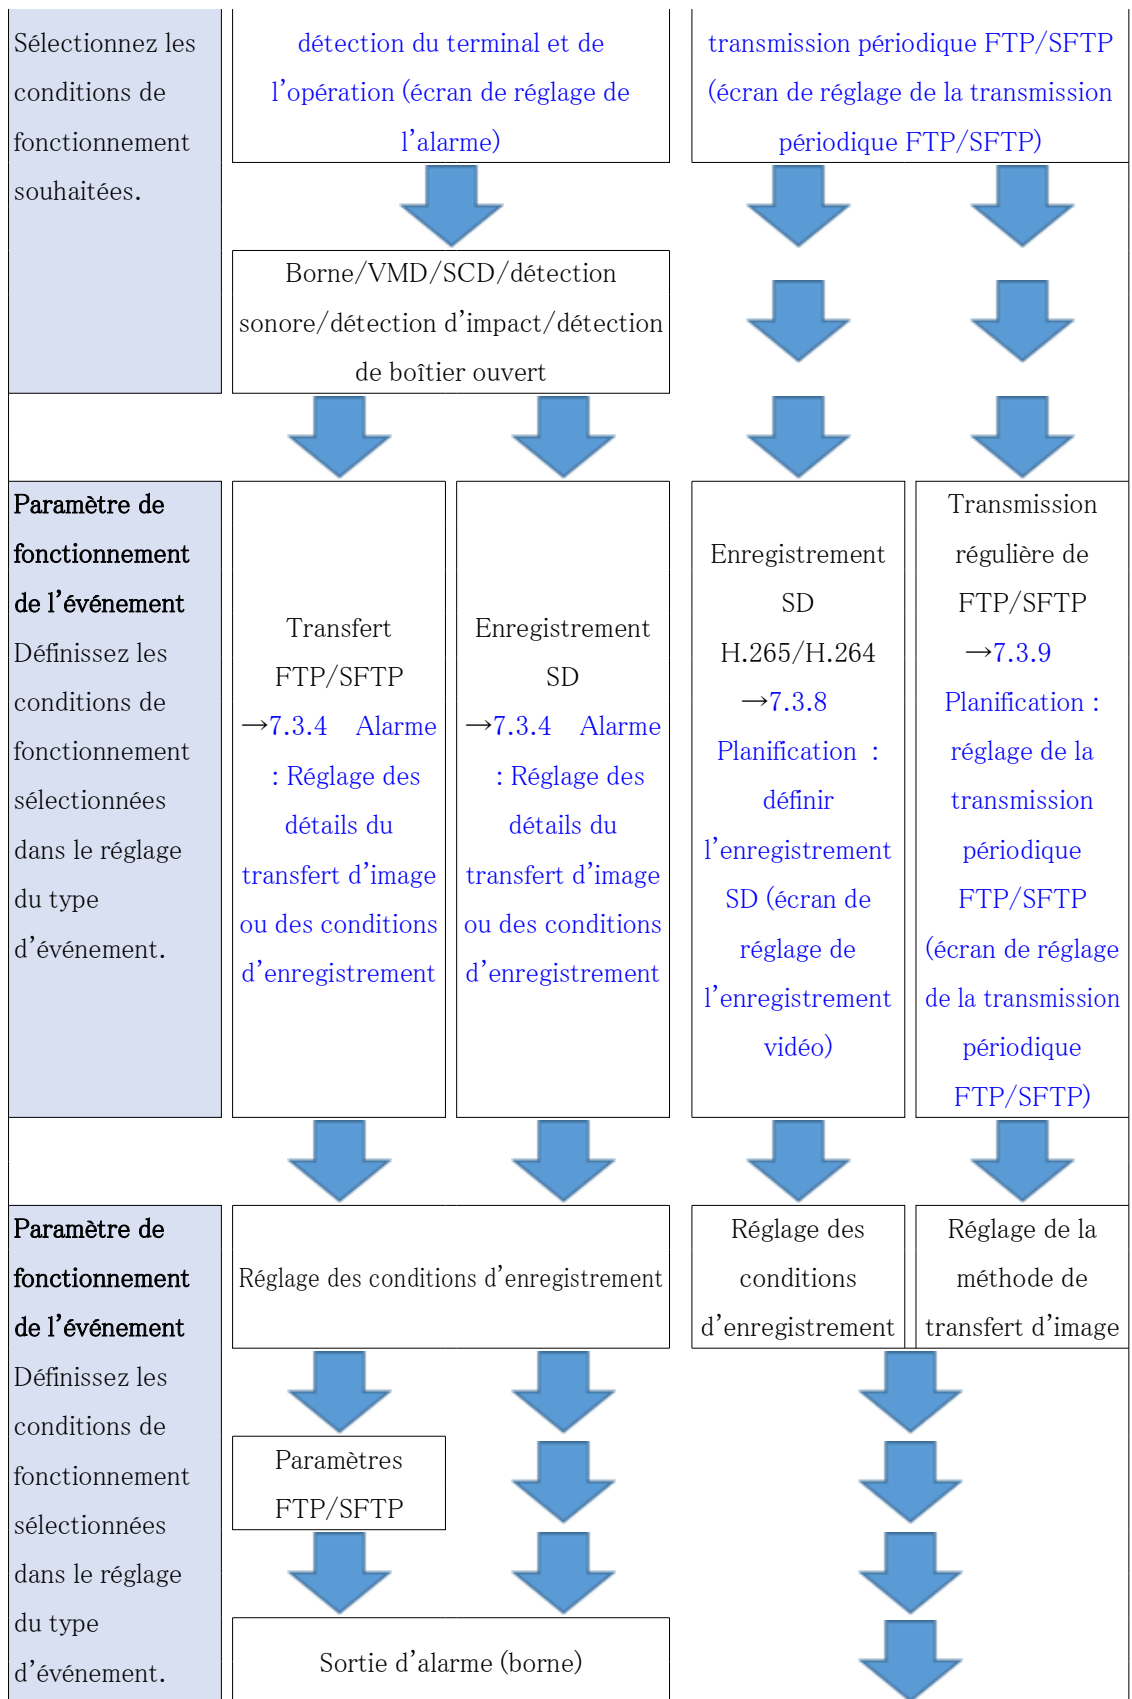 Sélectionnez les
conditions de
fonctionnement
souhaitées.
détection du terminal et de
l’opération (écran de réglage de
l’alarme)
transmission périodique FTP/SFTP
(écran de réglage de la transmission
périodique FTP/SFTP)
Borne/VMD/SCD/détection
sonore/détection d’impact/détection
de boîtier ouvert
Paramètre de
fonctionnement
de l’événement
Définissez les
conditions de
fonctionnement
sélectionnées
dans le réglage
du type
d’événement.
Transfert
FTP/SFTP
→7.3.4 Alarme
: Réglage des
détails du
transfert d’image
ou des conditions
d’enregistrement
Enregistrement
SD
→7.3.4 Alarme
: Réglage des
détails du
transfert d’image
ou des conditions
d’enregistrement
Enregistrement
SD
H.265/H.264
→7.3.8
Planification :
définir
l’enregistrement
SD (écran de
réglage de
l’enregistrement
vidéo)
Transmission
régulière de
FTP/SFTP
→7.3.9
Planification :
réglage de la
transmission
périodique
FTP/SFTP
(écran de réglage
de la transmission
périodique
FTP/SFTP)
Paramètre de
fonctionnement
de l’événement
Définissez les
conditions de
fonctionnement
sélectionnées
dans le réglage
du type
d’événement.
Réglage des conditions d’enregistrement
Réglage des
conditions
d’enregistrement
Réglage de la
méthode de
transfert d’image
Paramètres
FTP/SFTP
Sortie d’alarme (borne)